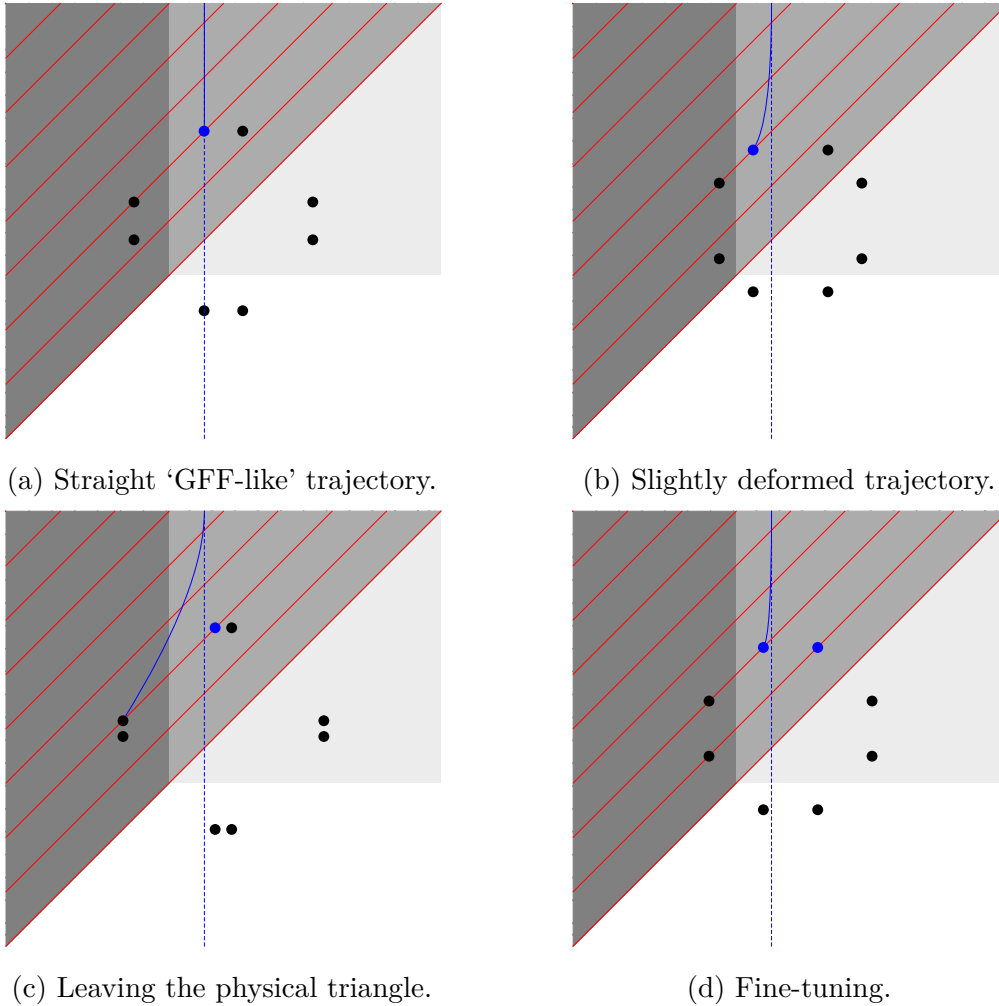 (a) Straight ‘GFF-like’ trajectory.
(b) Slightly deformed trajectory.
(c) Leaving the physical triangle.
(d) Fine-tuning.